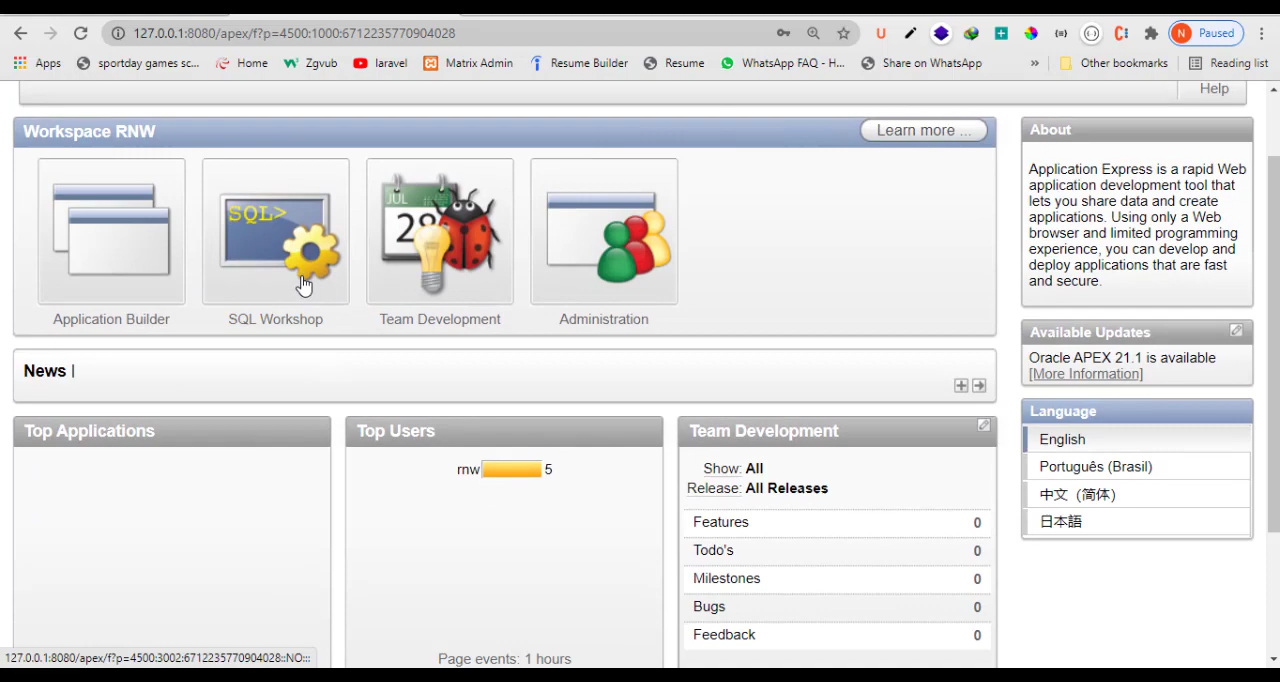 127.0.0.1:8080/apex/f?p=4500:1000:6712235770904028
U
N Paused
Apps sportday games sc... Home Zgvub laravel Matrix Admin Resume Builder Resume WhatsApp FAQ - H... Share on WhatsApp » Other bookmarks Reading list
Help
Workspace RNW
Learn more ...
SQL>
JUL
28
Application Builder
SQL Workshop
Team Development
Administration
News |
Top Applications
Top Users
rnw 5
Page events: 1 hours
Team Development
Show: All
Release: All Releases
Features 0
Todo's 0
Milestones 0
Bugs 0
Feedback 0
About
Application Express is a rapid Web
application development tool that
lets you share data and create
applications. Using only a Web
browser and limited programming
experience, you can develop and
deploy applications that are fast
and secure.
Available Updates
Oracle APEX 21.1 is available
[More Information]
Language
English
Português (Brasil)
中文 (简体)
日本語
127.0.0.1:8080/apex/f?p=4500:3002:6712235770904028::NO:::